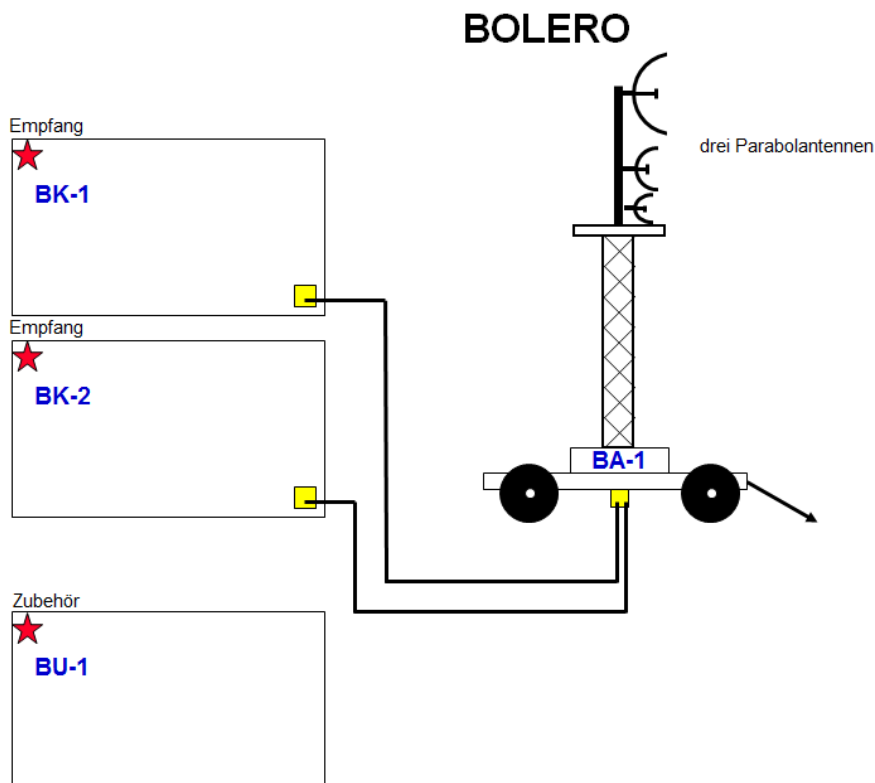 BOLERO
drei Parabolantennen
Empfang
BK-1
Empfang
BK-2
BA-1
Zubehör
BU-1